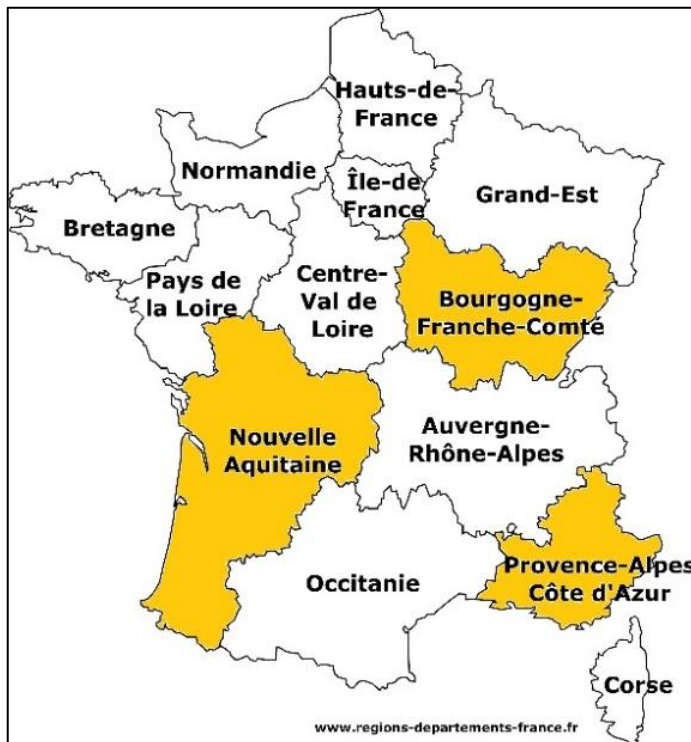 Hauts-de-
France
Normandie
Île-de
France
Grand-Est
Bretagne
Pays de
la Loire
Centre-
Val de
Loire
Bourgogne-
Franche-Comté
Nouvelle
Aquitaine
Auvergne-
Rhône-Alpes
Occitanie
Provence-Alpes
Côte d'Azur
Corse
www.regions-departements-france.fr